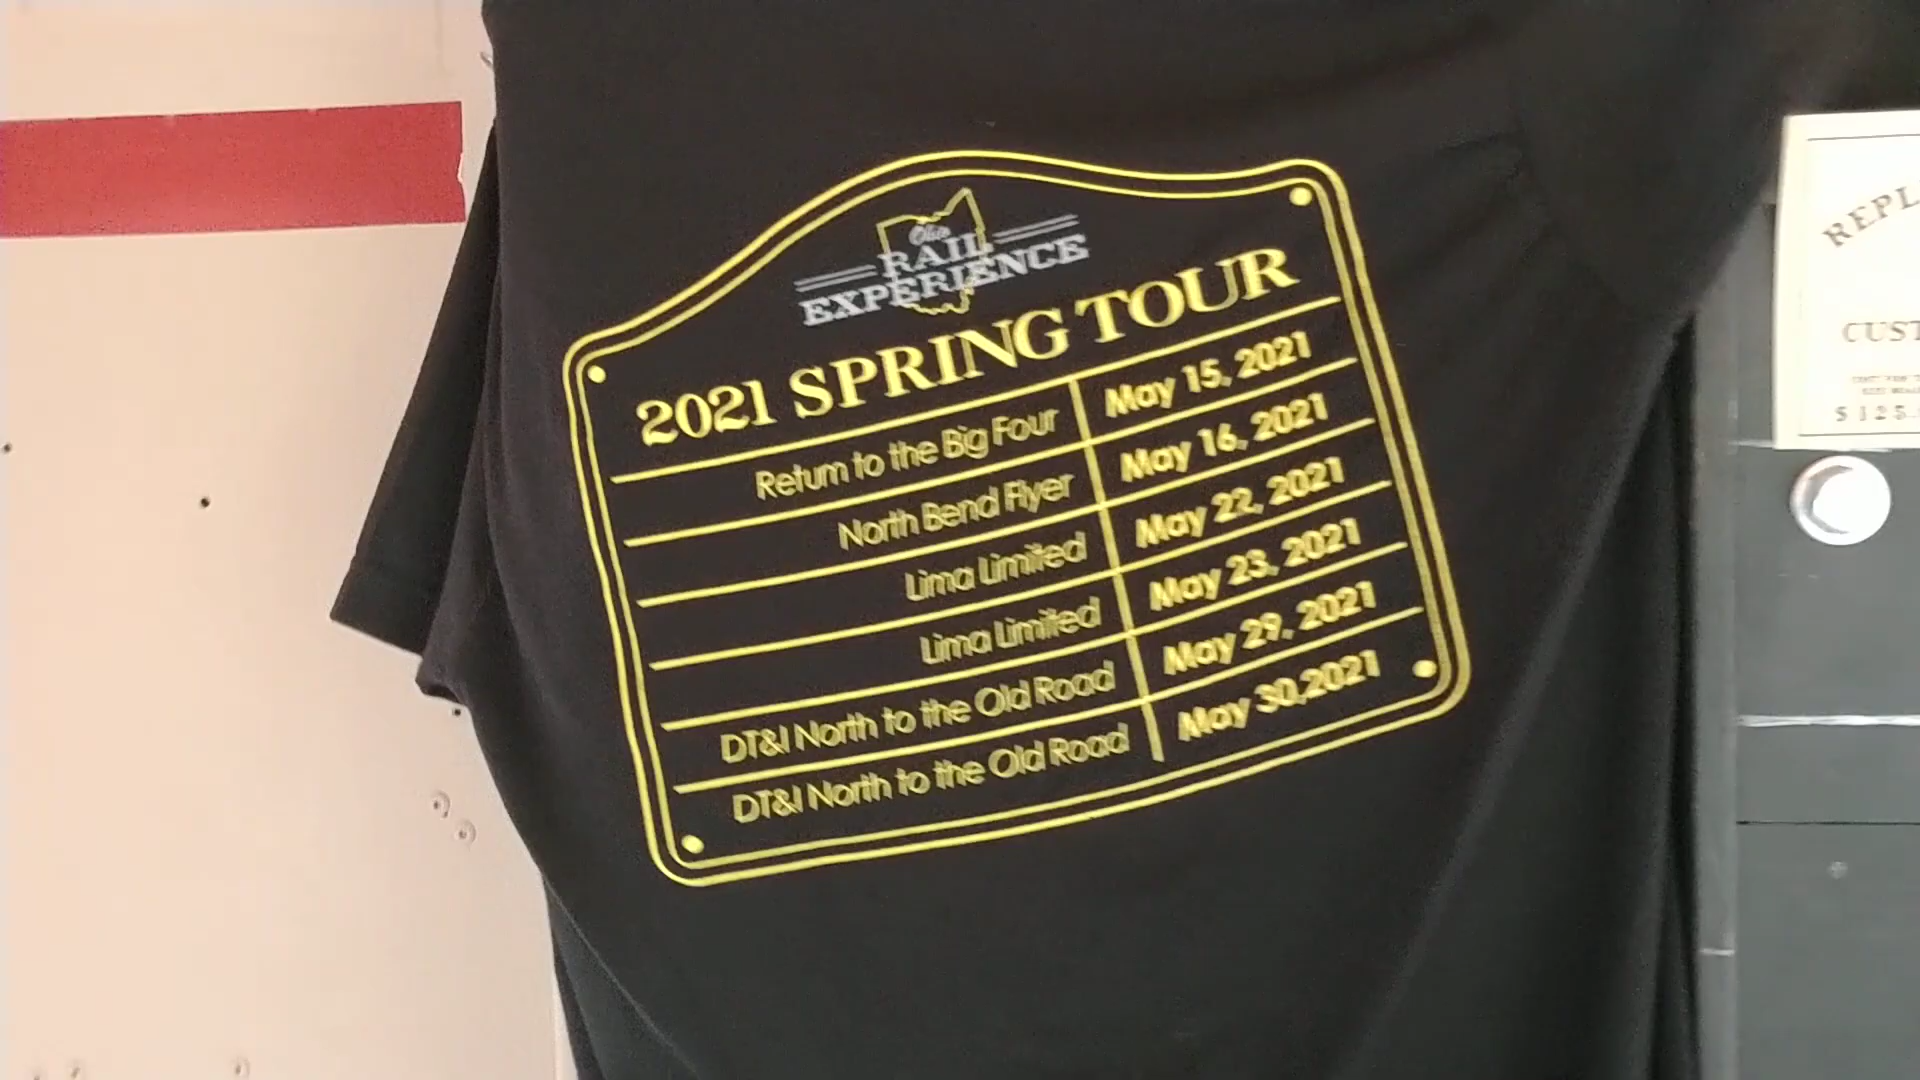 Ohio
RAIL
EXPERIENCE
2021 SPRING TOUR
Return to the Big Four May 15, 2021
North Bend Flyer May 16, 2021
Lima Limited May 22, 2021
Lima Limited May 23, 2021
DT&I North to the Old Road May 29, 2021
DT&I North to the Old Road May 30,2021
REPL
CUST
$125.